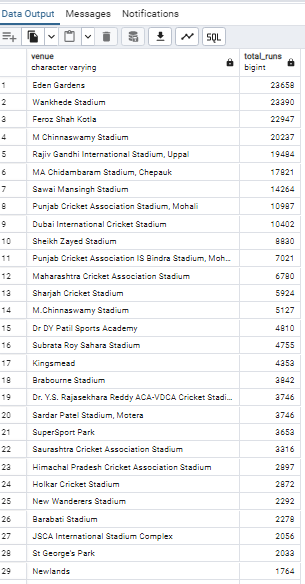 Data Output Messages Notifications
SQL
venue character varying total_runs bigint
1 Eden Gardens 23658
2 Wankhede Stadium 23390
3 Feroz Shah Kotla 22947
4 M Chinnaswamy Stadium 20237
5 Rajiv Gandhi International Stadium, Uppal 19484
6 MA Chidambaram Stadium, Chepauk 17821
7 Sawai Mansingh Stadium 14264
8 Punjab Cricket Association Stadium, Mohali 10987
9 Dubai International Cricket Stadium 10402
10 Sheikh Zayed Stadium 8830
11 Punjab Cricket Association IS Bindra Stadium, Moh... 7021
12 Maharashtra Cricket Association Stadium 6780
13 Sharjah Cricket Stadium 5924
14 M.Chinnaswamy Stadium 5127
15 Dr DY Patil Sports Academy 4810
16 Subrata Roy Sahara Stadium 4755
17 Kingsmead 4353
18 Brabourne Stadium 3842
19 Dr. Y.S. Rajasekhara Reddy ACA-VDCA Cricket Stadi... 3746
20 Sardar Patel Stadium, Motera 3746
21 SuperSport Park 3653
22 Saurashtra Cricket Association Stadium 3316
23 Himachal Pradesh Cricket Association Stadium 2897
24 Holkar Cricket Stadium 2872
25 New Wanderers Stadium 2292
26 Barabati Stadium 2278
27 JSCA International Stadium Complex 2056
28 St George's Park 2033
29 Newlands 1764